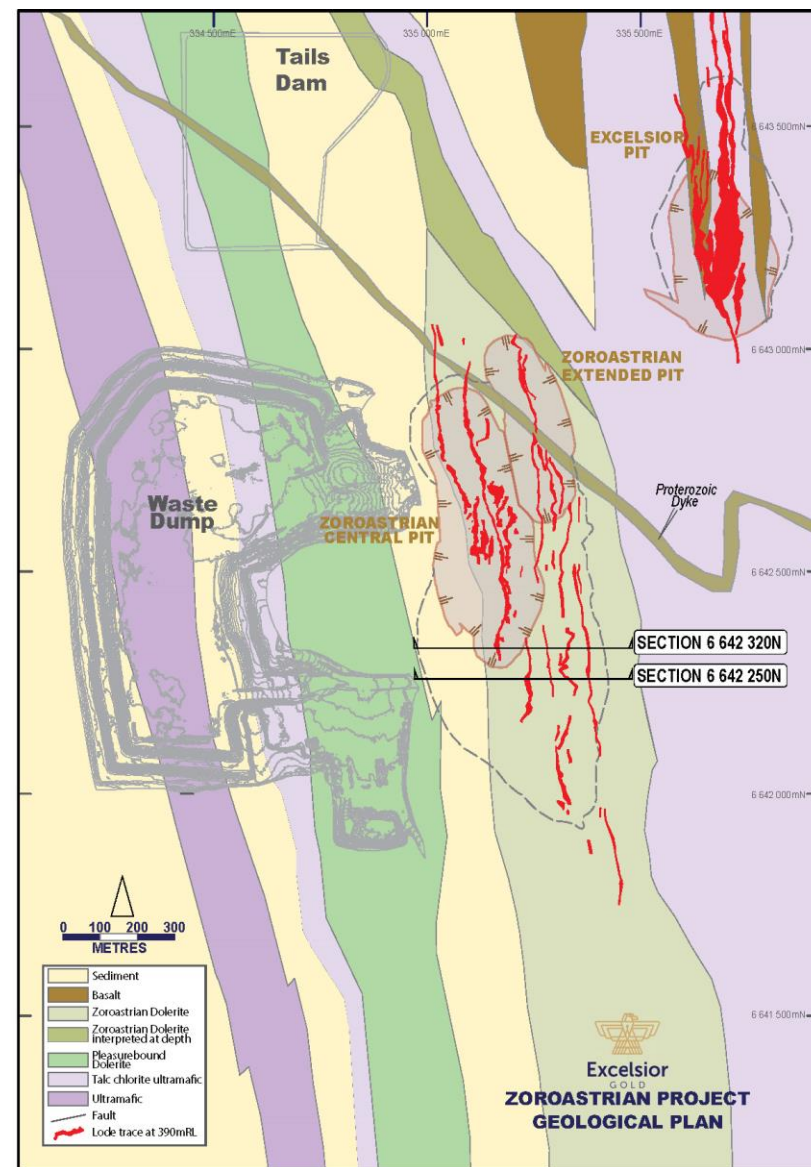 334 500mE
335 000mE
335 500mE
Tails
Dam
6 643 500mN
EXCELSIOR
PIT
6 643 000mN
ZOROASTRIAN
EXTENDED PIT
Waste
Dump
ZOROASTRIAN
CENTRAL PIT
Proterozoic
Dyke
6 642 500mN
SECTION 6 642 320N
SECTION 6 642 250N
6 642 000mN
0 100 200 300
METRES
Sediment
Basalt
Zoroastrian Dolerite
Zoroastrian Dolerite
interpreted at depth
Pleasurebound
Dolerite
Talc chlorite ultramafic
Ultramafic
Fault
Lode trace at 390mRL
6 641 500mN
Excelsior
GOLD
ZOROASTRIAN PROJECT
GEOLOGICAL PLAN